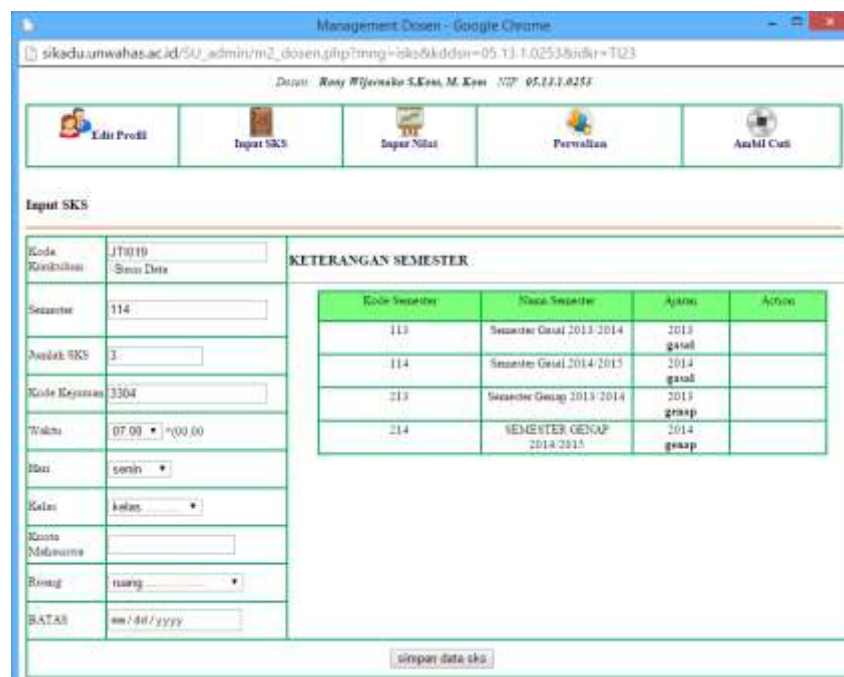 Management Dosen - Google Chrome
sikadu.unwahas.ac.id/SU_admin/m2_dosen.php?mng=isks&kddsn=05.13.1.0253&idkr=TI23
Dosen Rony Wijarnako S.Kom, M. Kom NIP 05.13.1.0253
Edit Profil
Input SKS
Input Nilai
Perwalian
Ambil Cuti
Input SKS
Kode JTI019
Basis Data
Semester 114
Jumlah SKS 3
Kode Kejuruan 3304
Waktu 07.00 *(00.00
Hari senin
Kelas kelas
Kuota Mahasiswa
Ruang ruang
BATAS mm/dd/yyyy
KETERANGAN SEMESTER
Kode Semester Nama Semester Ajaran Action
113 Semester Gasal 2013/2014 2013 gasal
114 Semester Gasal 2014/2015 2014 gasal
213 Semester Genap 2013/2014 2013 genap
214 SEMESTER GENAP 2014/2015 2014 genap
simpan data sks